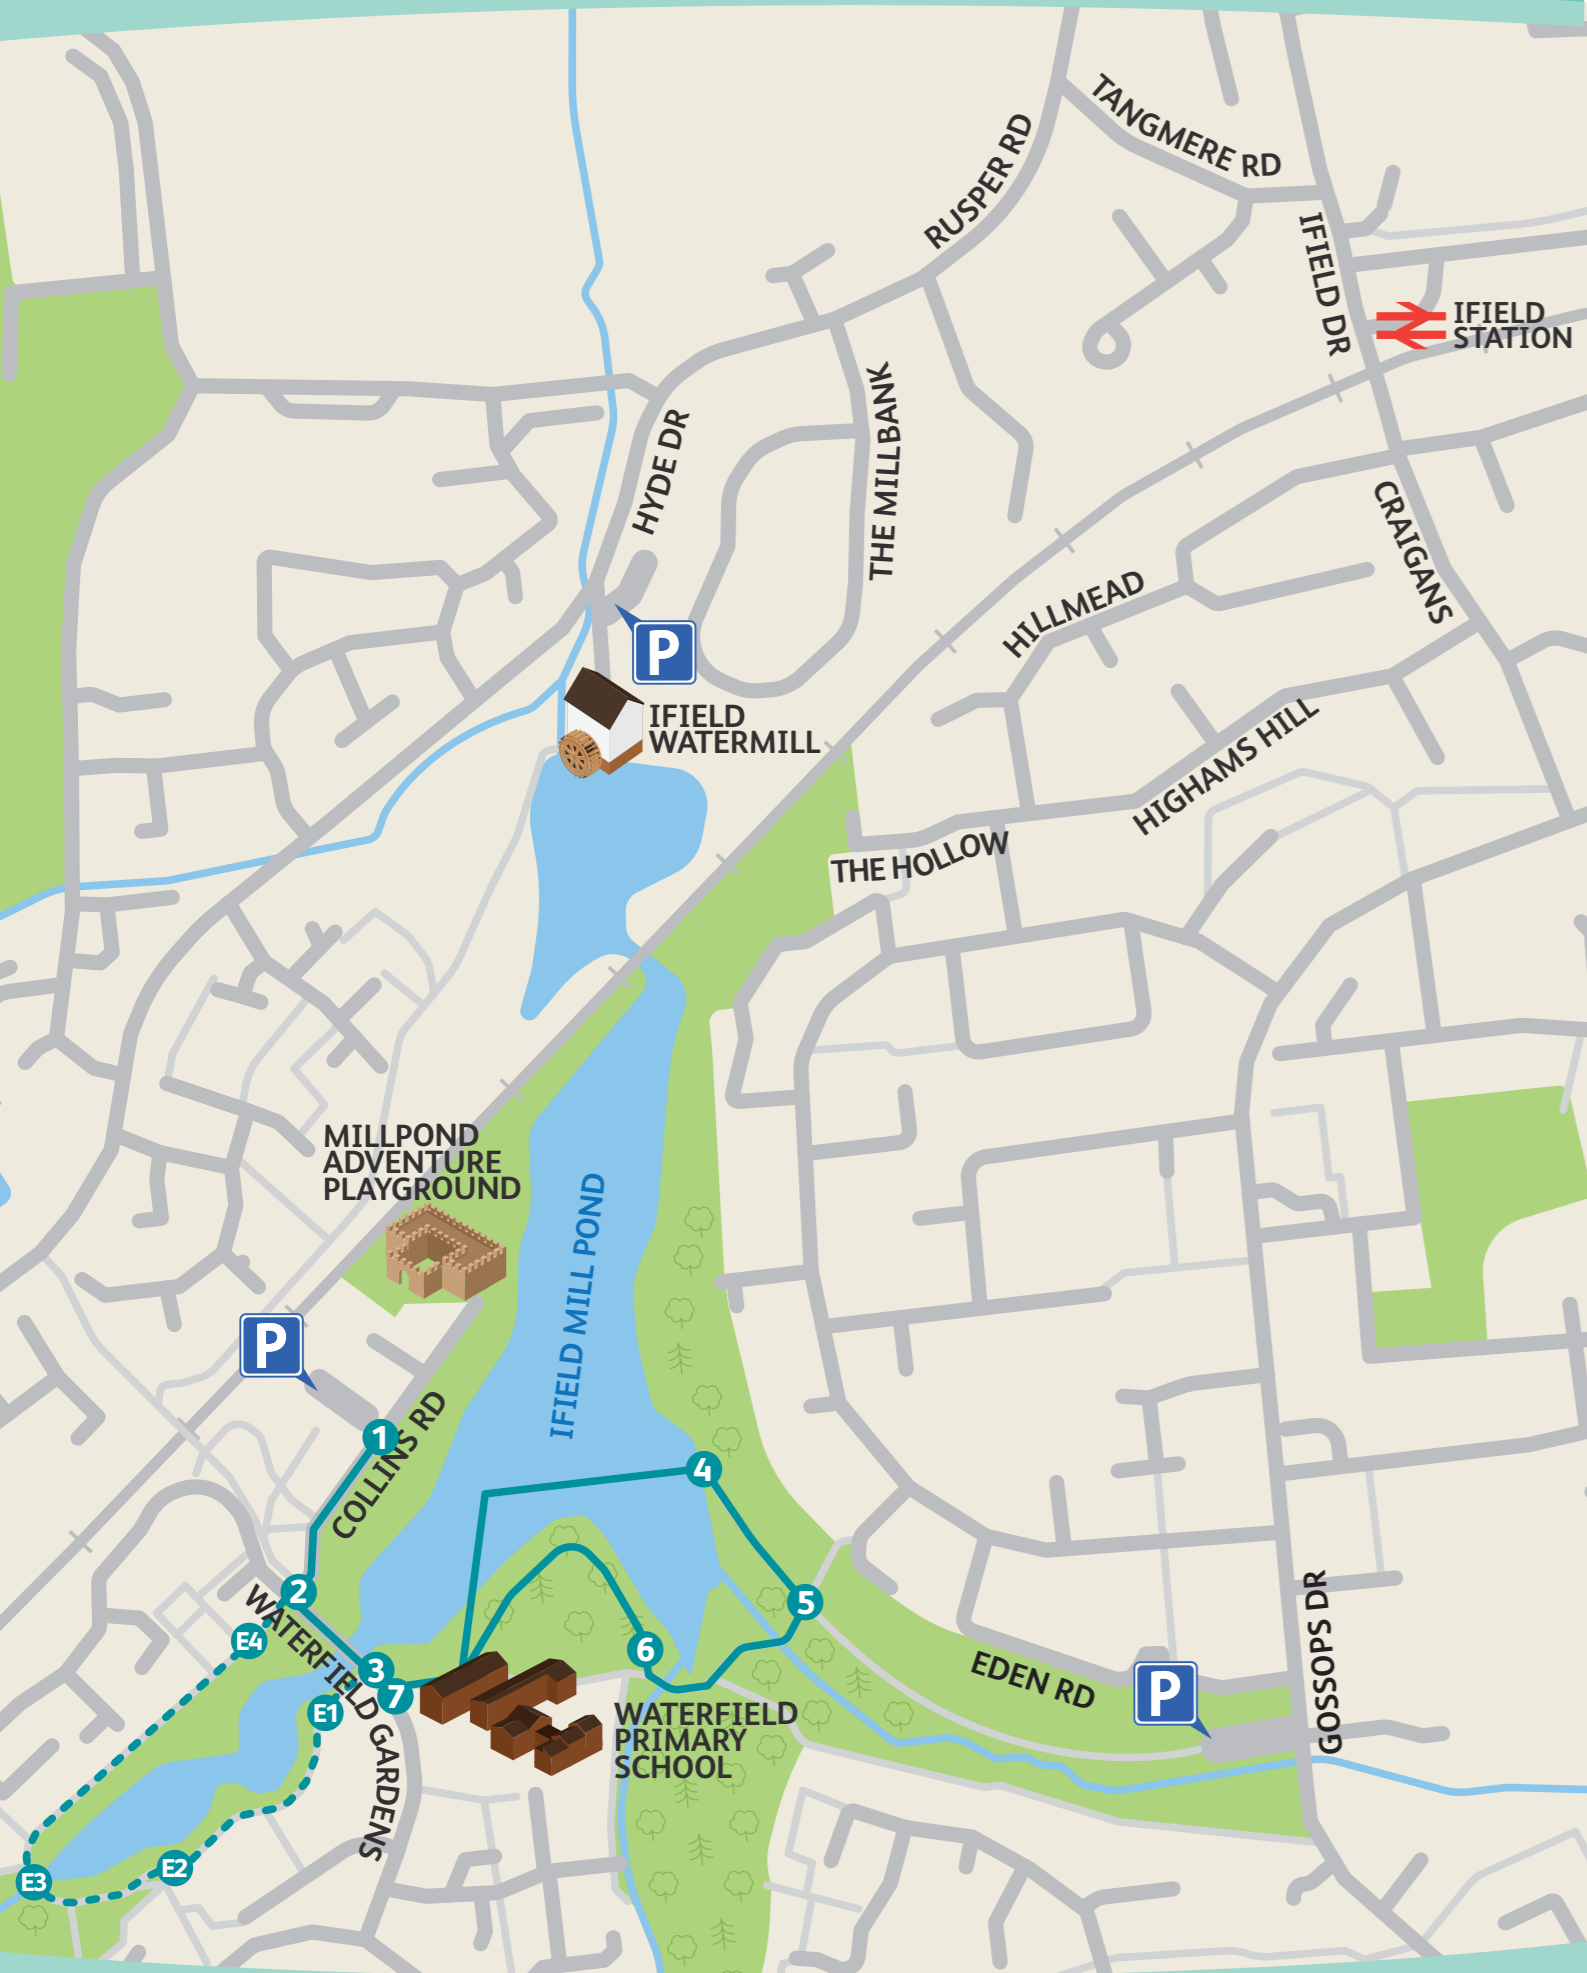 TANGMERE RD
RUSPER RD
IFIELD DR
IFIELD
STATION
HYDE DR
THE MILLBANK
CRAIGANS
HILLMEAD
P
IFIELD
WATERMILL
HIGHAMS HILL
THE HOLLOW
MILLPOND
ADVENTURE
PLAYGROUND
IFIELD MILL POND
P
1
COLLINS RD
4
2
WATERFIELD GARDENS
E4
5
6
3
7
E1
EDEN RD
P
GOSSOPS DR
WATERFIELD
PRIMARY
SCHOOL
E2
E3